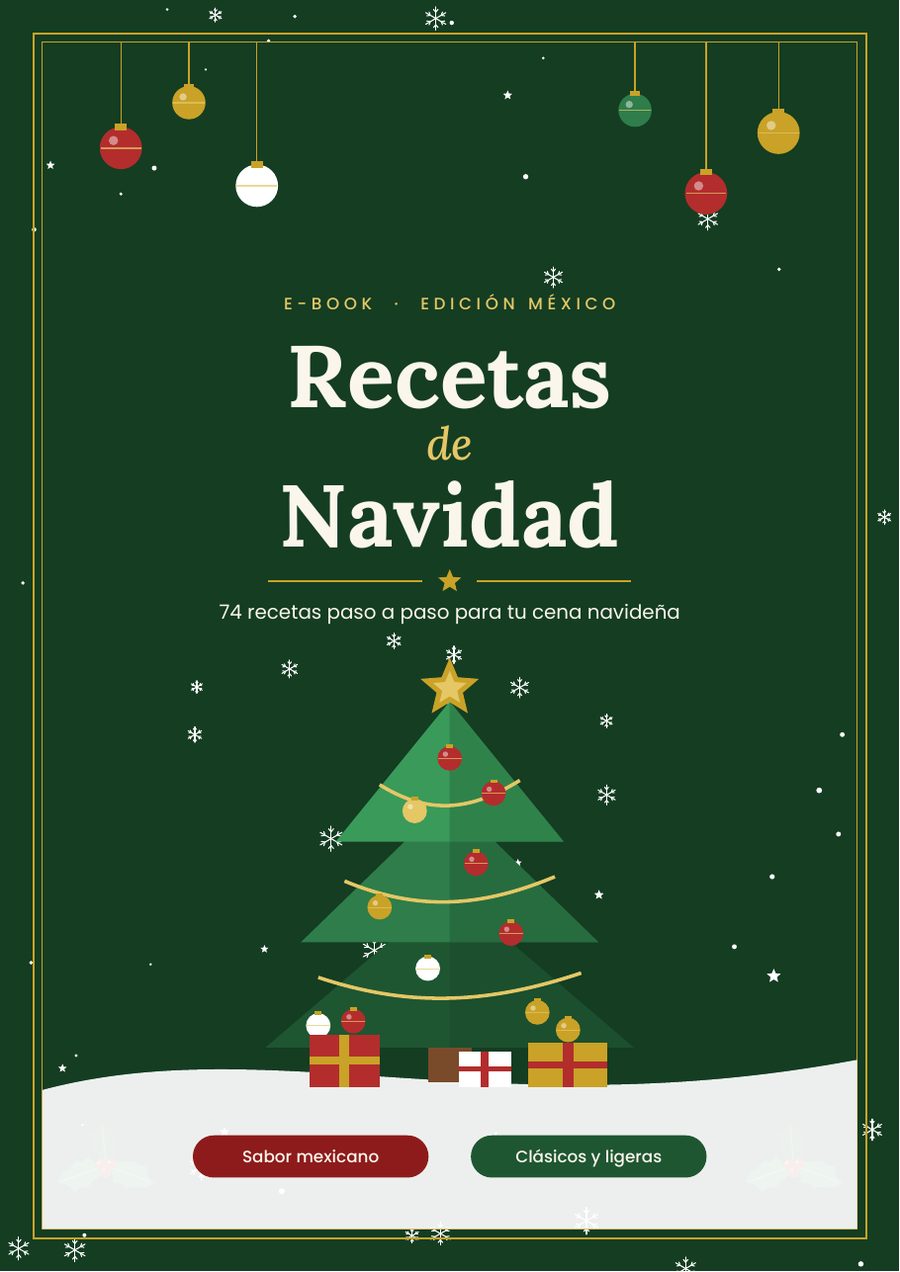 E-BOOK · EDICIÓN MÉXICO
Recetas
de
Navidad
74 recetas paso a paso para tu cena navideña
Sabor mexicano
Clásicos y ligeras